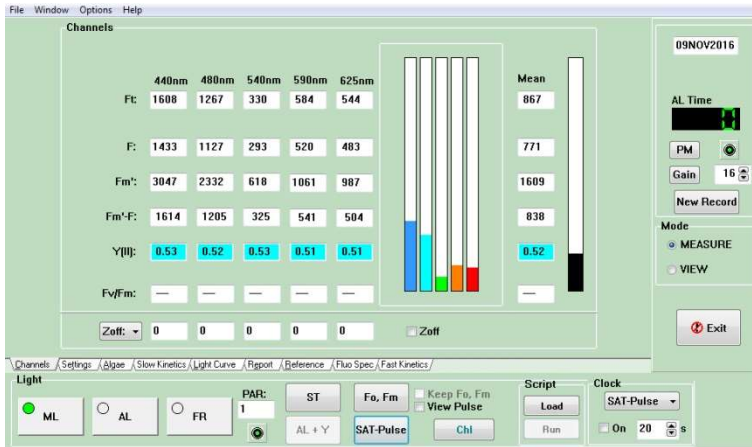 File Window Options Help
Channels
440nm 480nm 540nm 590nm 625nm Mean
Ft: 1608 1267 330 584 544 867
F: 1433 1127 293 520 483 771
Fm': 3047 2332 618 1061 987 1609
Fm'-F: 1614 1205 325 541 504 838
Y(II): 0.53 0.52 0.53 0.51 0.51 0.52
Fv/Fm: — — — — — —
Zoff: 0 0 0 0 0 Zoff
Channels Settings Algae Slow Kinetics Light Curve Report Reference Fluo Spec Fast Kinetics
09NOV2016
AL Time
0
PM
Gain 16
New Record
Mode
MEASURE
VIEW
Exit
Light
ML AL FR
PAR:
1
ST Fo, Fm Keep Fo, Fm
View Pulse
AL + Y SAT-Pulse Chl
Script
Load
Run
Clock
SAT-Pulse
On 20 s